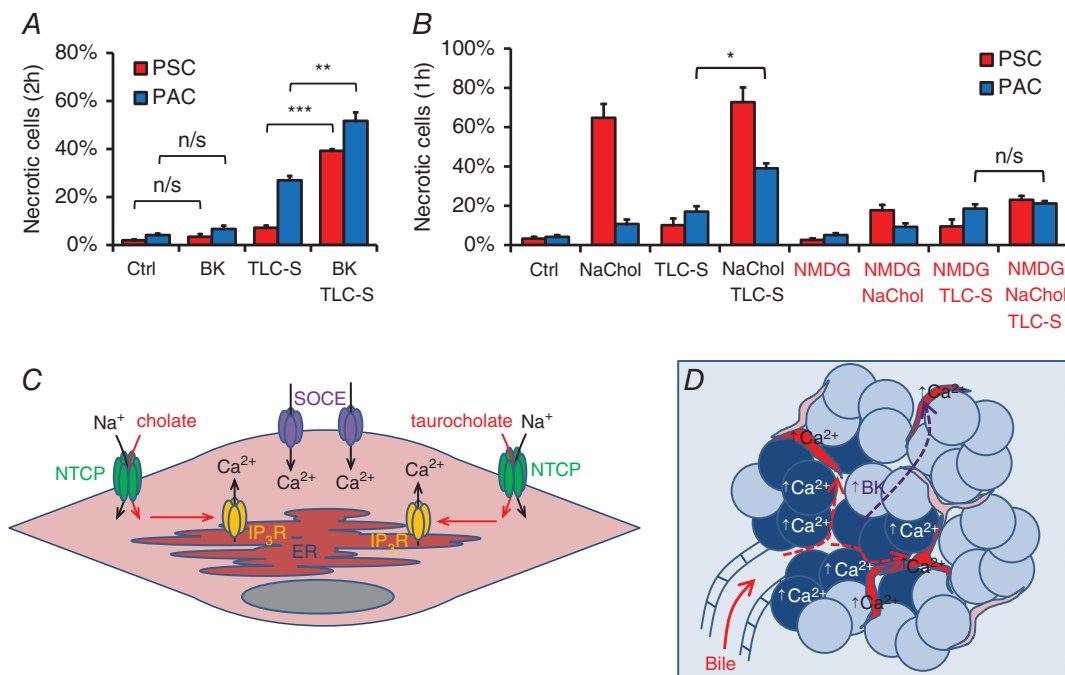 A
Necrotic cells (2h)
80%
60%
40%
20%
0%
PSC
PAC
n/s
n/s
***
**
Ctrl
BK
TLC-S
BK
TLC-S
B
Necrotic cells (1h)
100%
80%
60%
40%
20%
0%
PSC
PAC
*
n/s
Ctrl
NaChol
TLC-S
NaChol
TLC-S
NMDG
NMDG
NaChol
NMDG
TLC-S
NMDG
NaChol
TLC-S
C
SOCE
Na⁺
cholate
taurocholate
Na⁺
NTCP
NTCP
Ca²⁺
Ca²⁺
Ca²⁺
Ca²⁺
IP₃R
IP₃R
ER
D
↑Ca²⁺
↑Ca²⁺
↑Ca²⁺
↑BK
↑Ca²⁺
↑Ca²⁺
↑Ca²⁺
↑Ca²⁺
↑Ca²⁺
↑Ca²⁺
Bile